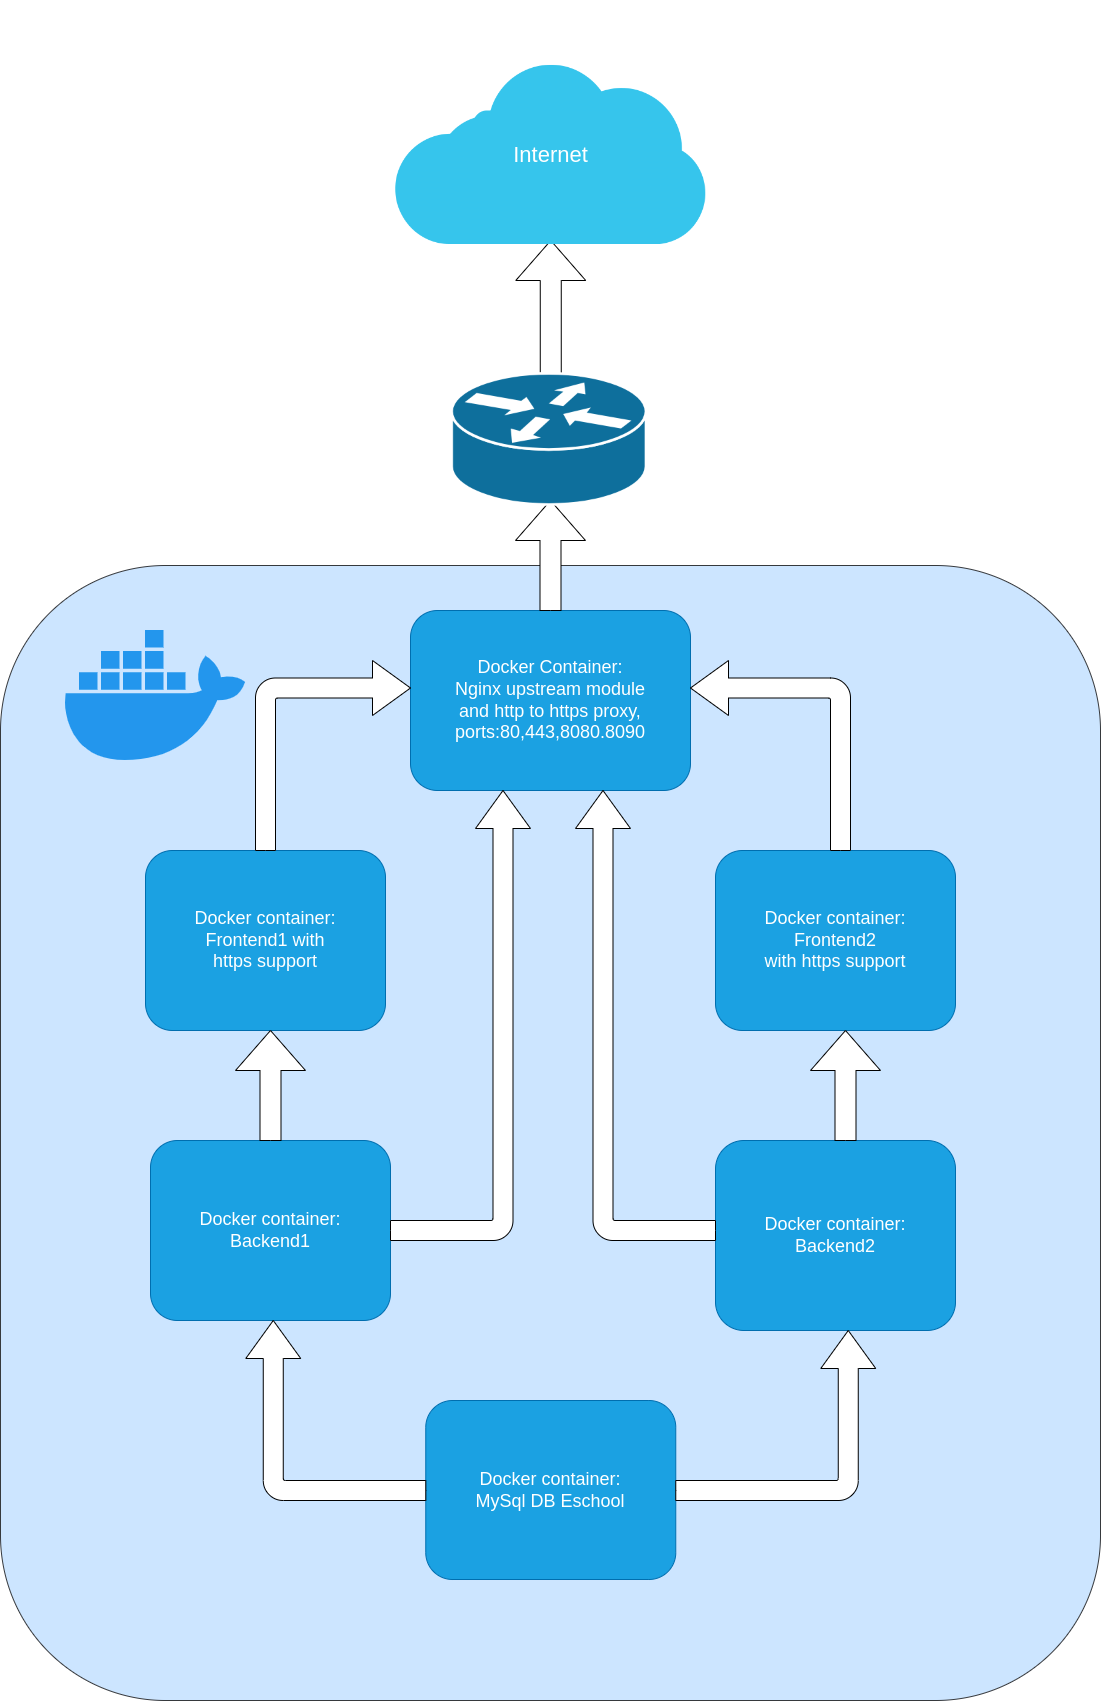 Internet
Docker Container:
Nginx upstream module
and http to https proxy,
ports:80,443,8080.8090
Docker container:
Frontend1 with
https support
Docker container:
Frontend2
with https support
Docker container:
Backend1
Docker container:
Backend2
Docker container:
MySql DB Eschool